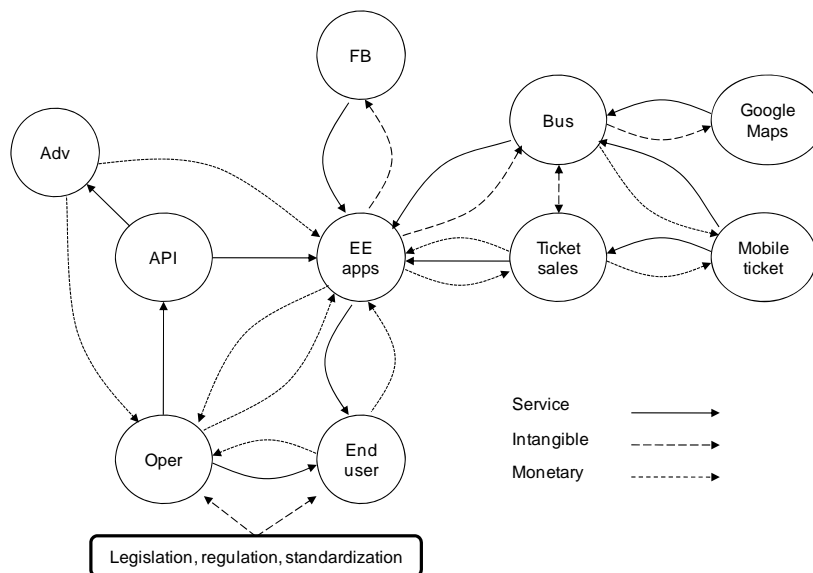 FB
Adv
Bus
Google
Maps
API
EE
apps
Ticket
sales
Mobile
ticket
Oper
End
user
Service
Intangible
Monetary
Legislation, regulation, standardization